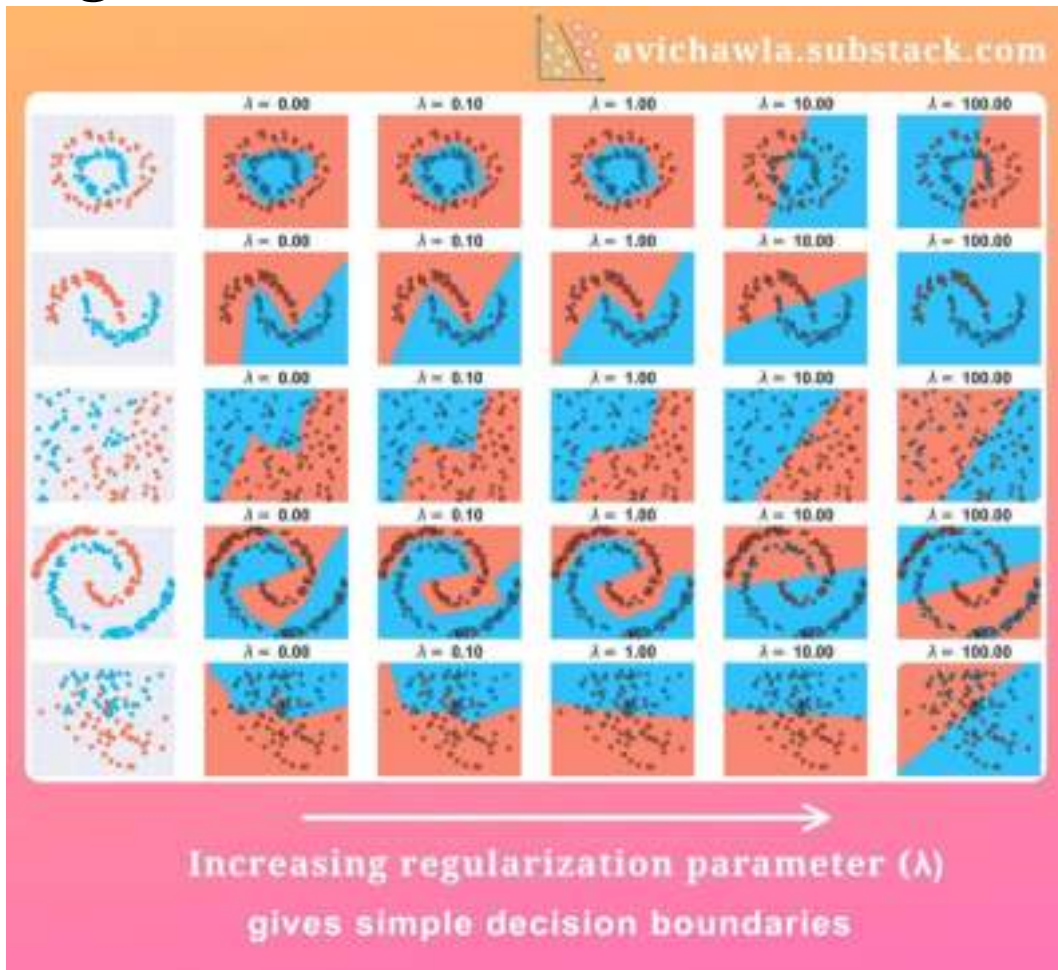 avichawla.substack.com
λ = 0.00 λ = 0.10 λ = 1.00 λ = 10.00 λ = 100.00
λ = 0.00 λ = 0.10 λ = 1.00 λ = 10.00 λ = 100.00
λ = 0.00 λ = 0.10 λ = 1.00 λ = 10.00 λ = 100.00
λ = 0.00 λ = 0.10 λ = 1.00 λ = 10.00 λ = 100.00
λ = 0.00 λ = 0.10 λ = 1.00 λ = 10.00 λ = 100.00
Increasing regularization parameter (λ)
gives simple decision boundaries